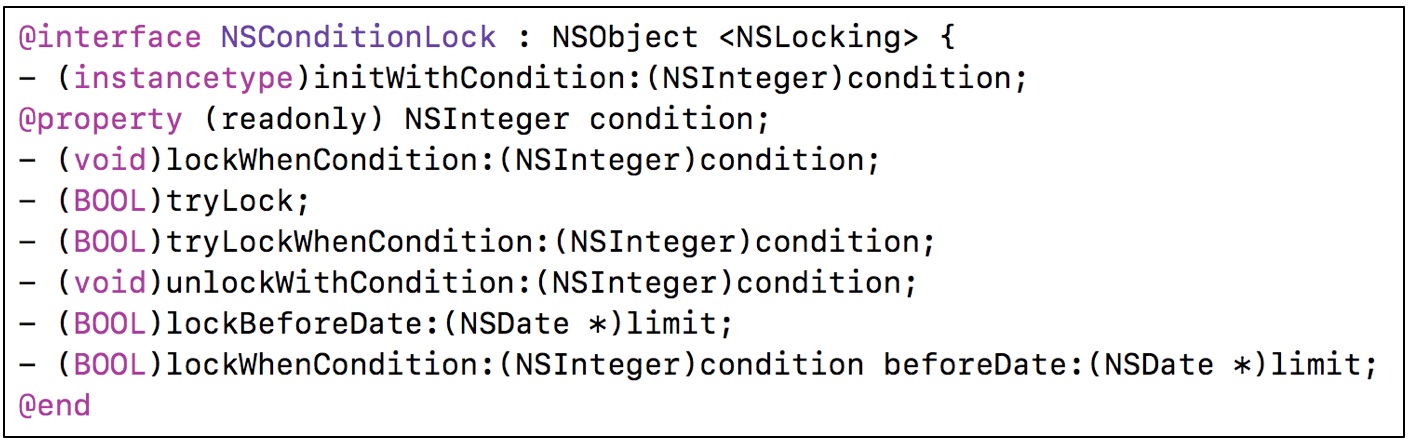 @interface NSConditionLock : NSObject <NSLocking> {
- (instancetype)initWithCondition:(NSInteger)condition;
@property (readonly) NSInteger condition;
- (void)lockWhenCondition:(NSInteger)condition;
- (BOOL)tryLock;
- (BOOL)tryLockWhenCondition:(NSInteger)condition;
- (void)unlockWithCondition:(NSInteger)condition;
- (BOOL)lockBeforeDate:(NSDate *)limit;
- (BOOL)lockWhenCondition:(NSInteger)condition beforeDate:(NSDate *)limit;
@end